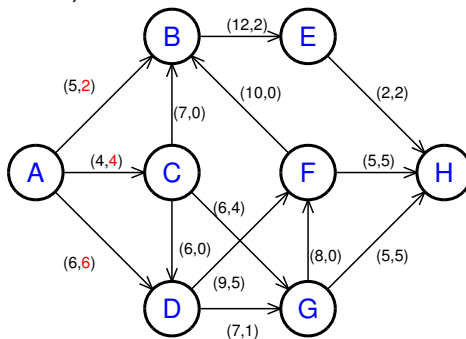 B
(12,2)
E
(5,2)
(7,0)
(10,0)
(2,2)
A
(4,4)
C
F
(5,5)
H
(6,6)
(6,0)
(6,4)
(8,0)
(5,5)
D
(9,5)
G
(7,1)